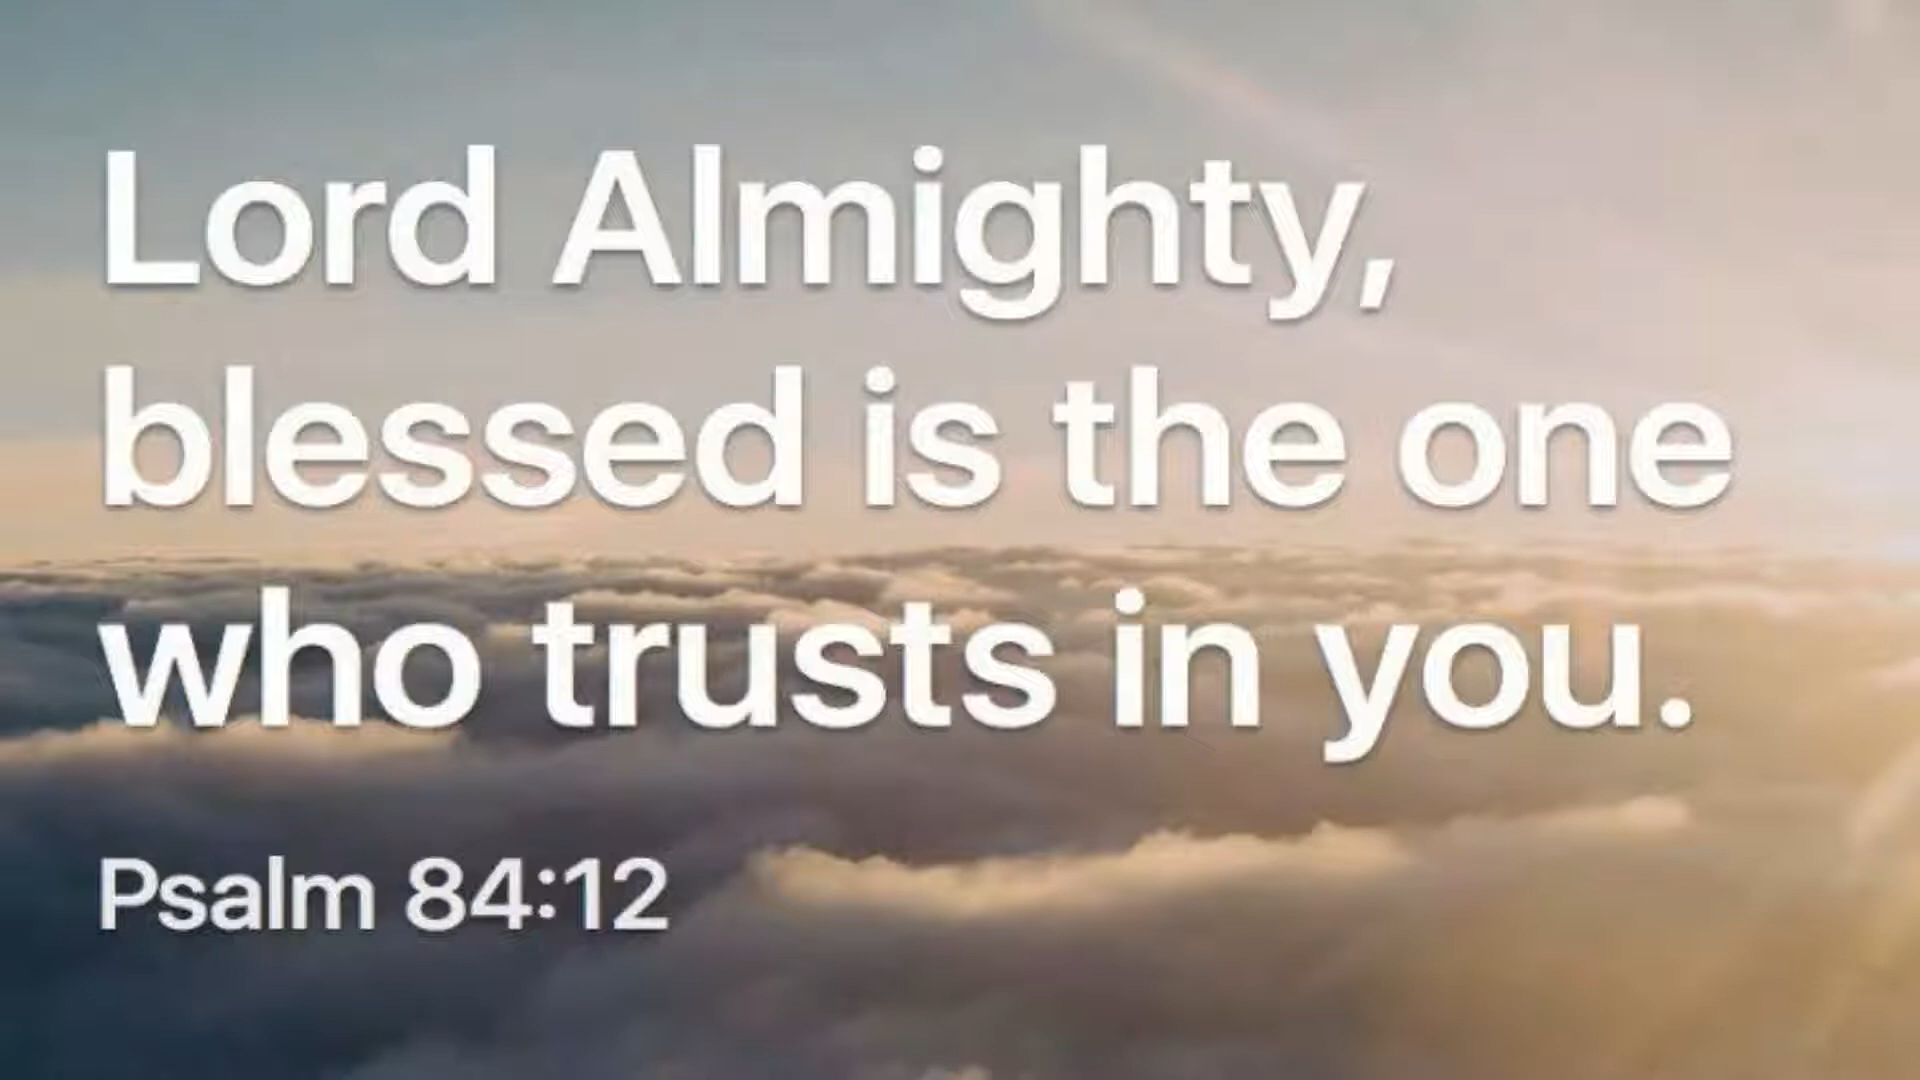 Lord Almighty,
blessed is the one
who trusts in you.
Psalm 84:12